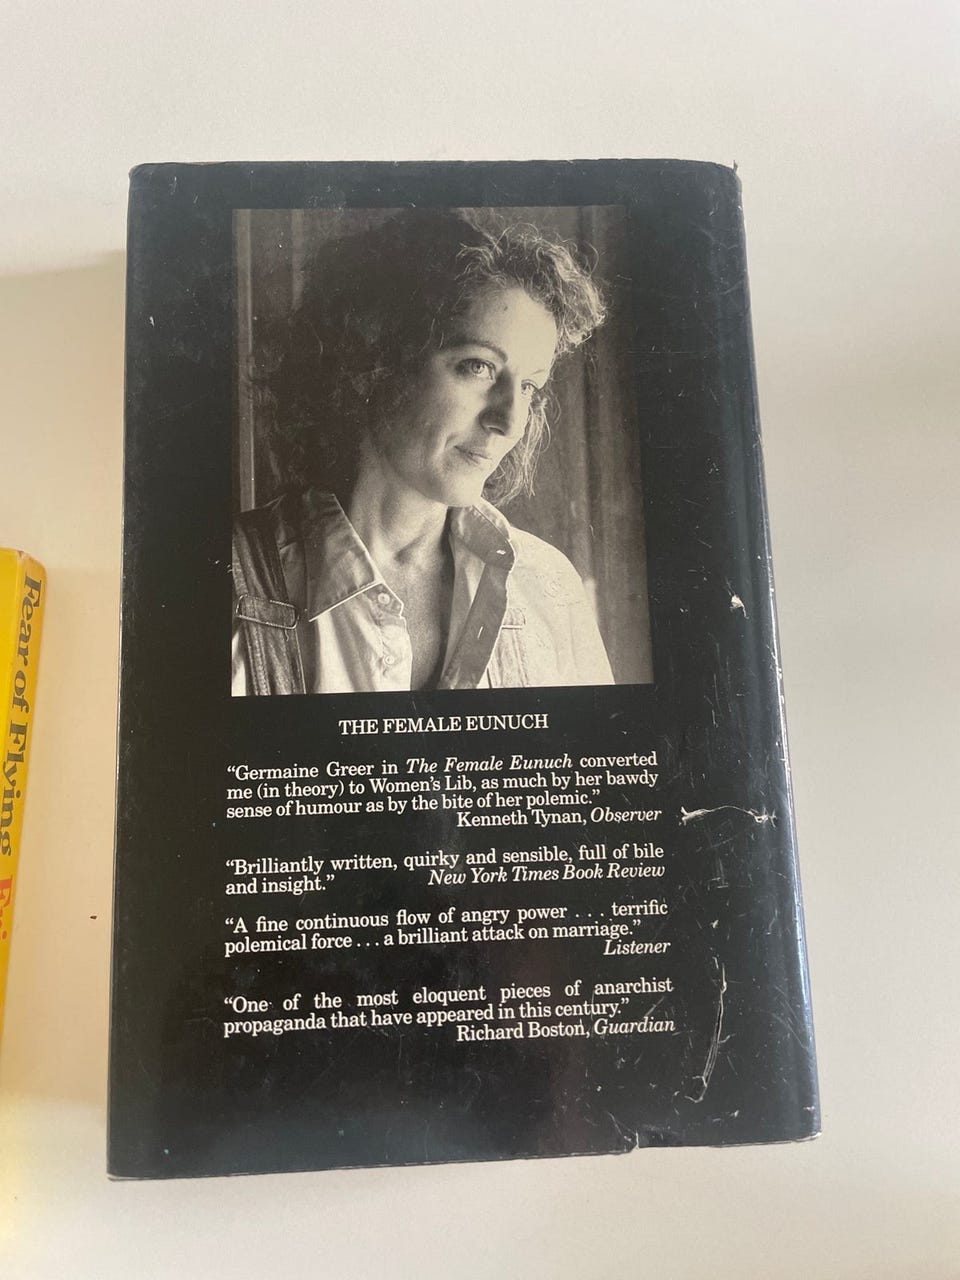 THE FEMALE EUNUCH
“Germaine Greer in The Female Eunuch converted
me (in theory) to Women’s Lib, as much by her bawdy
sense of humour as by the bite of her polemic.”
Kenneth Tynan, Observer
“Brilliantly written, quirky and sensible, full of bile
and insight.” New York Times Book Review
“A fine continuous flow of angry power . . . terrific
polemical force . . . a brilliant attack on marriage.”
Listener
“One of the most eloquent pieces of anarchist
propaganda that have appeared in this century.”
Richard Boston, Guardian
Fear of Flying